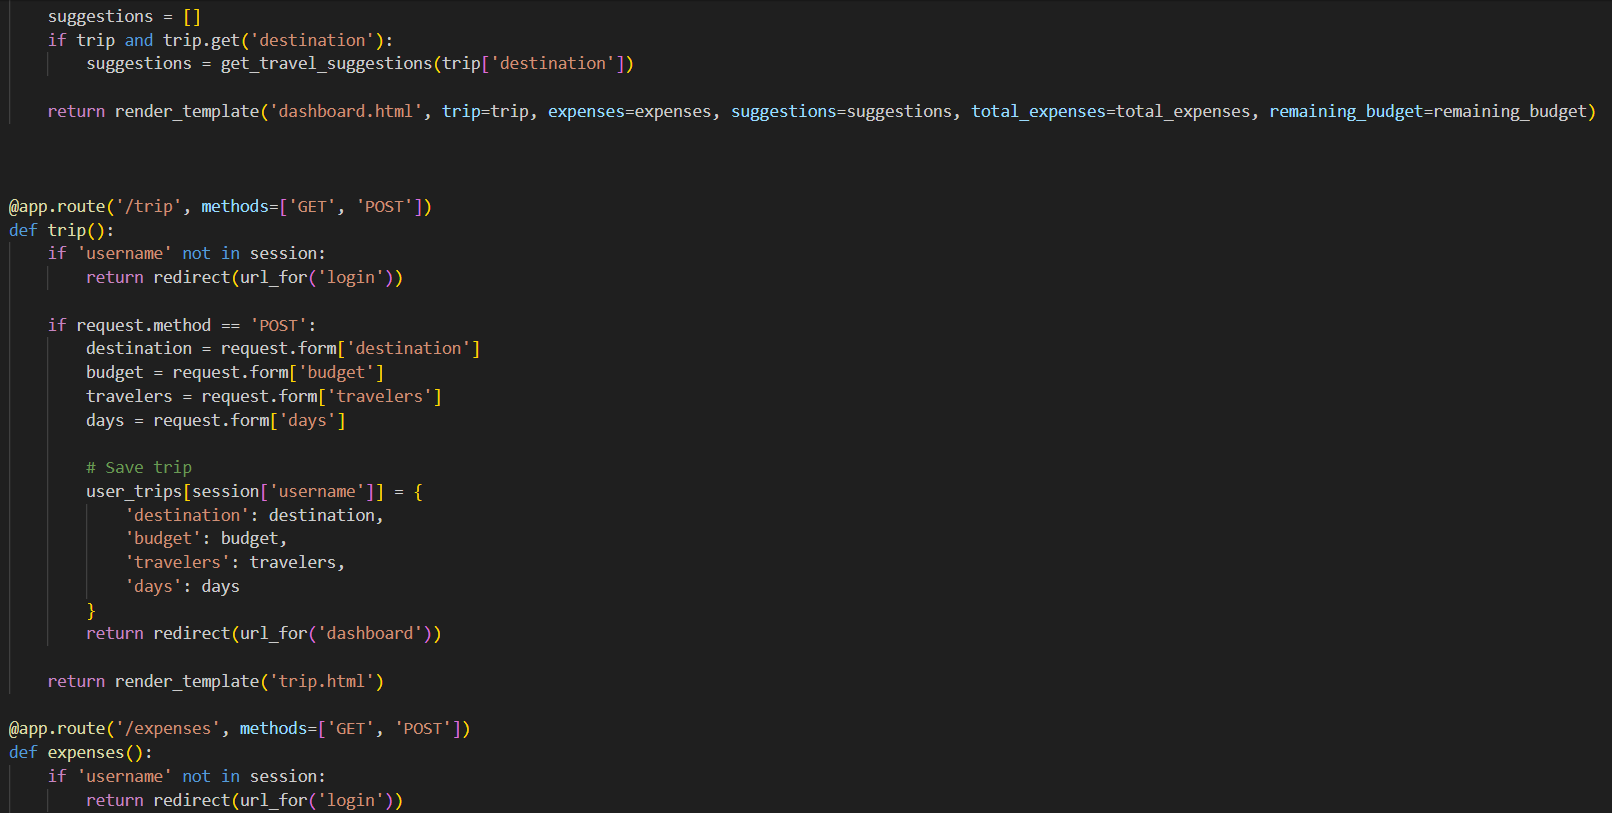 suggestions = []
if trip and trip.get('destination'):
suggestions = get_travel_suggestions(trip['destination'])
return render_template('dashboard.html', trip=trip, expenses=expenses, suggestions=suggestions, total_expenses=total_expenses, remaining_budget=remaining_budget)
@app.route('/trip', methods=['GET', 'POST'])
def trip():
if 'username' not in session:
return redirect(url_for('login'))
if request.method == 'POST':
destination = request.form['destination']
budget = request.form['budget']
travelers = request.form['travelers']
days = request.form['days']
# Save trip
user_trips[session['username']] = {
'destination': destination,
'budget': budget,
'travelers': travelers,
'days': days
}
return redirect(url_for('dashboard'))
return render_template('trip.html')
@app.route('/expenses', methods=['GET', 'POST'])
def expenses():
if 'username' not in session:
return redirect(url_for('login'))